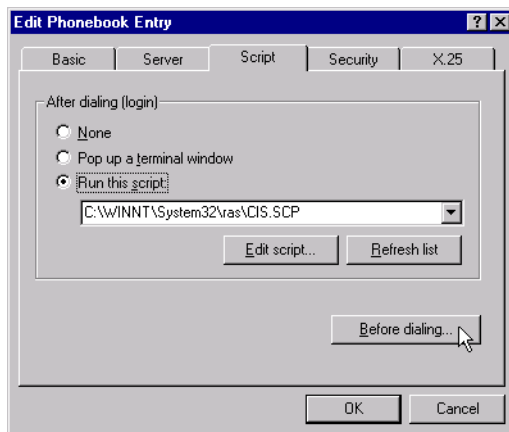 Edit Phonebook Entry
Basic Server Script Security X.25
After dialing (login)
None
Pop up a terminal window
Run this script:
C:\WINNT\System32\ras\CIS.SCP
Edit script... Refresh list
Before dialing...
OK Cancel